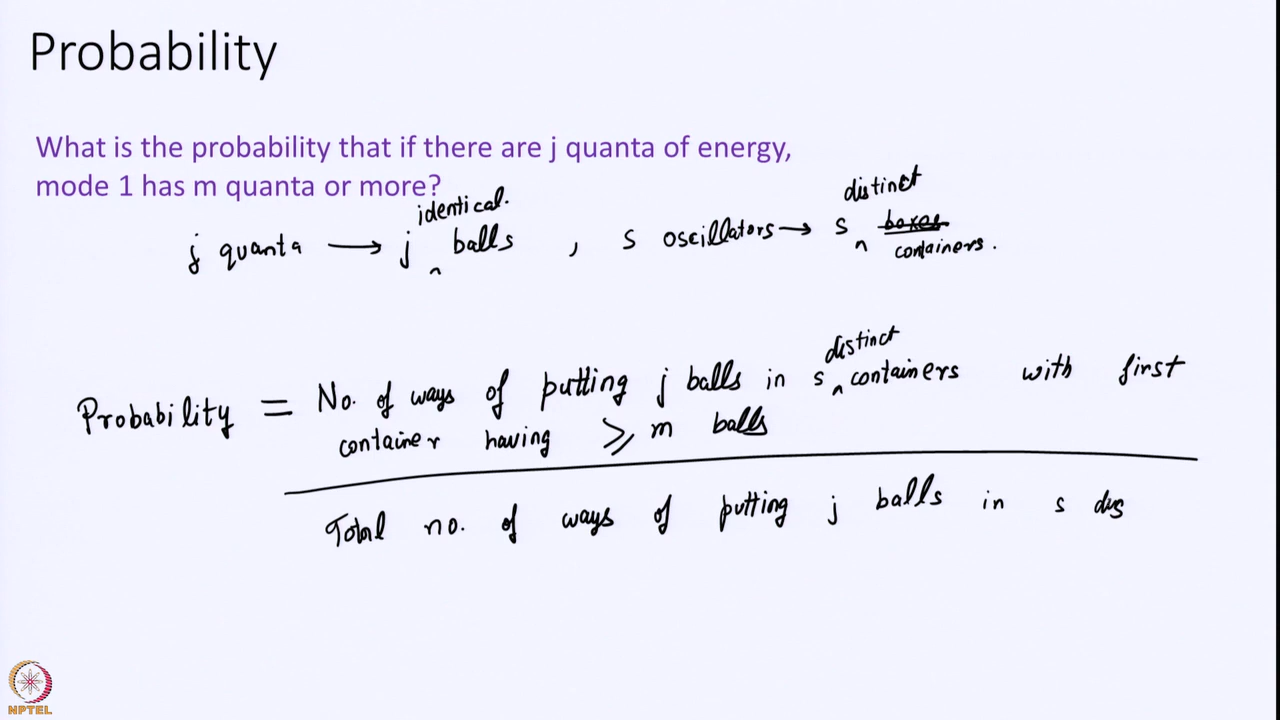 Probability
What is the probability that if there are j quanta of energy,
mode 1 has m quanta or more?
identical.
distinct
j quanta → j ^ balls , s oscillators → s ^ boxes
containers.
distinct
Probability = No. of ways of putting j balls in s ^ containers with first
container having ≥ m balls
Total no. of ways of putting j balls in s dis
NPTEL